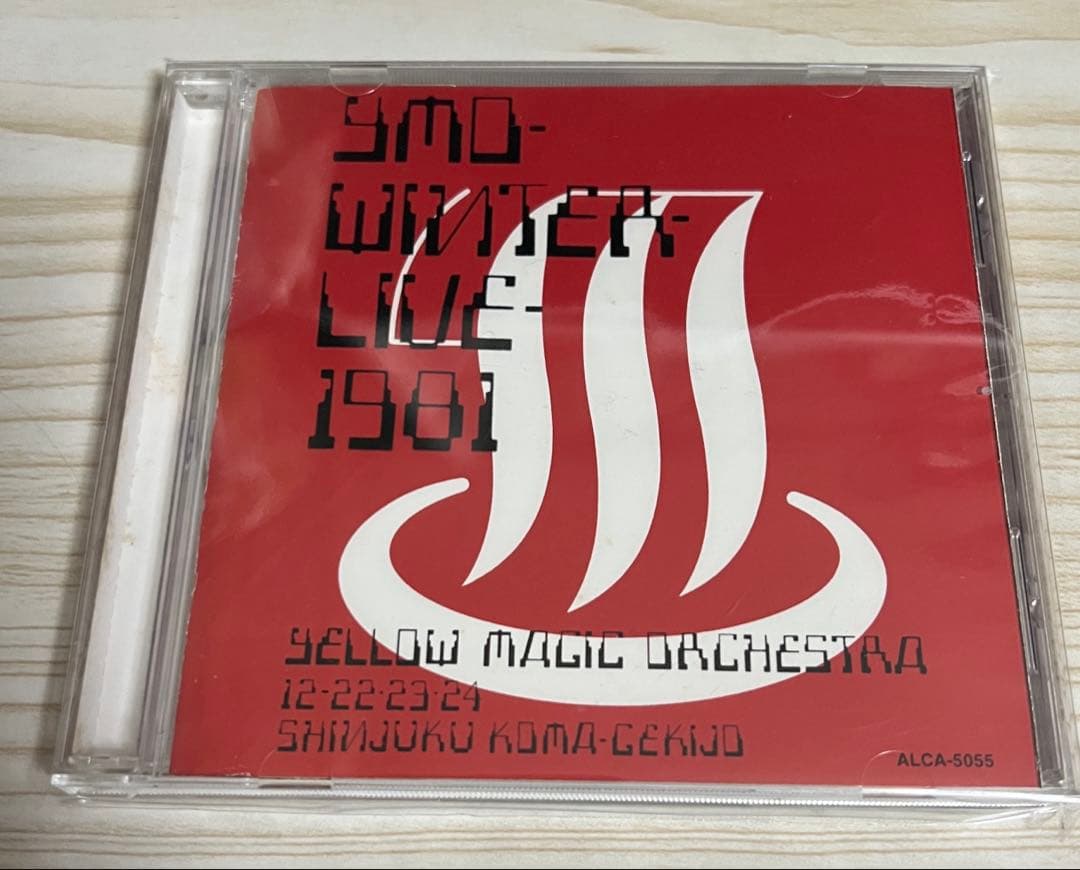 YMO-
WINTER-
LIVE-
1981
YELLOW MAGIC ORCHESTRA
12-22·23·24
SHINJUKU KOMA-GEKIJO
ALCA-5055